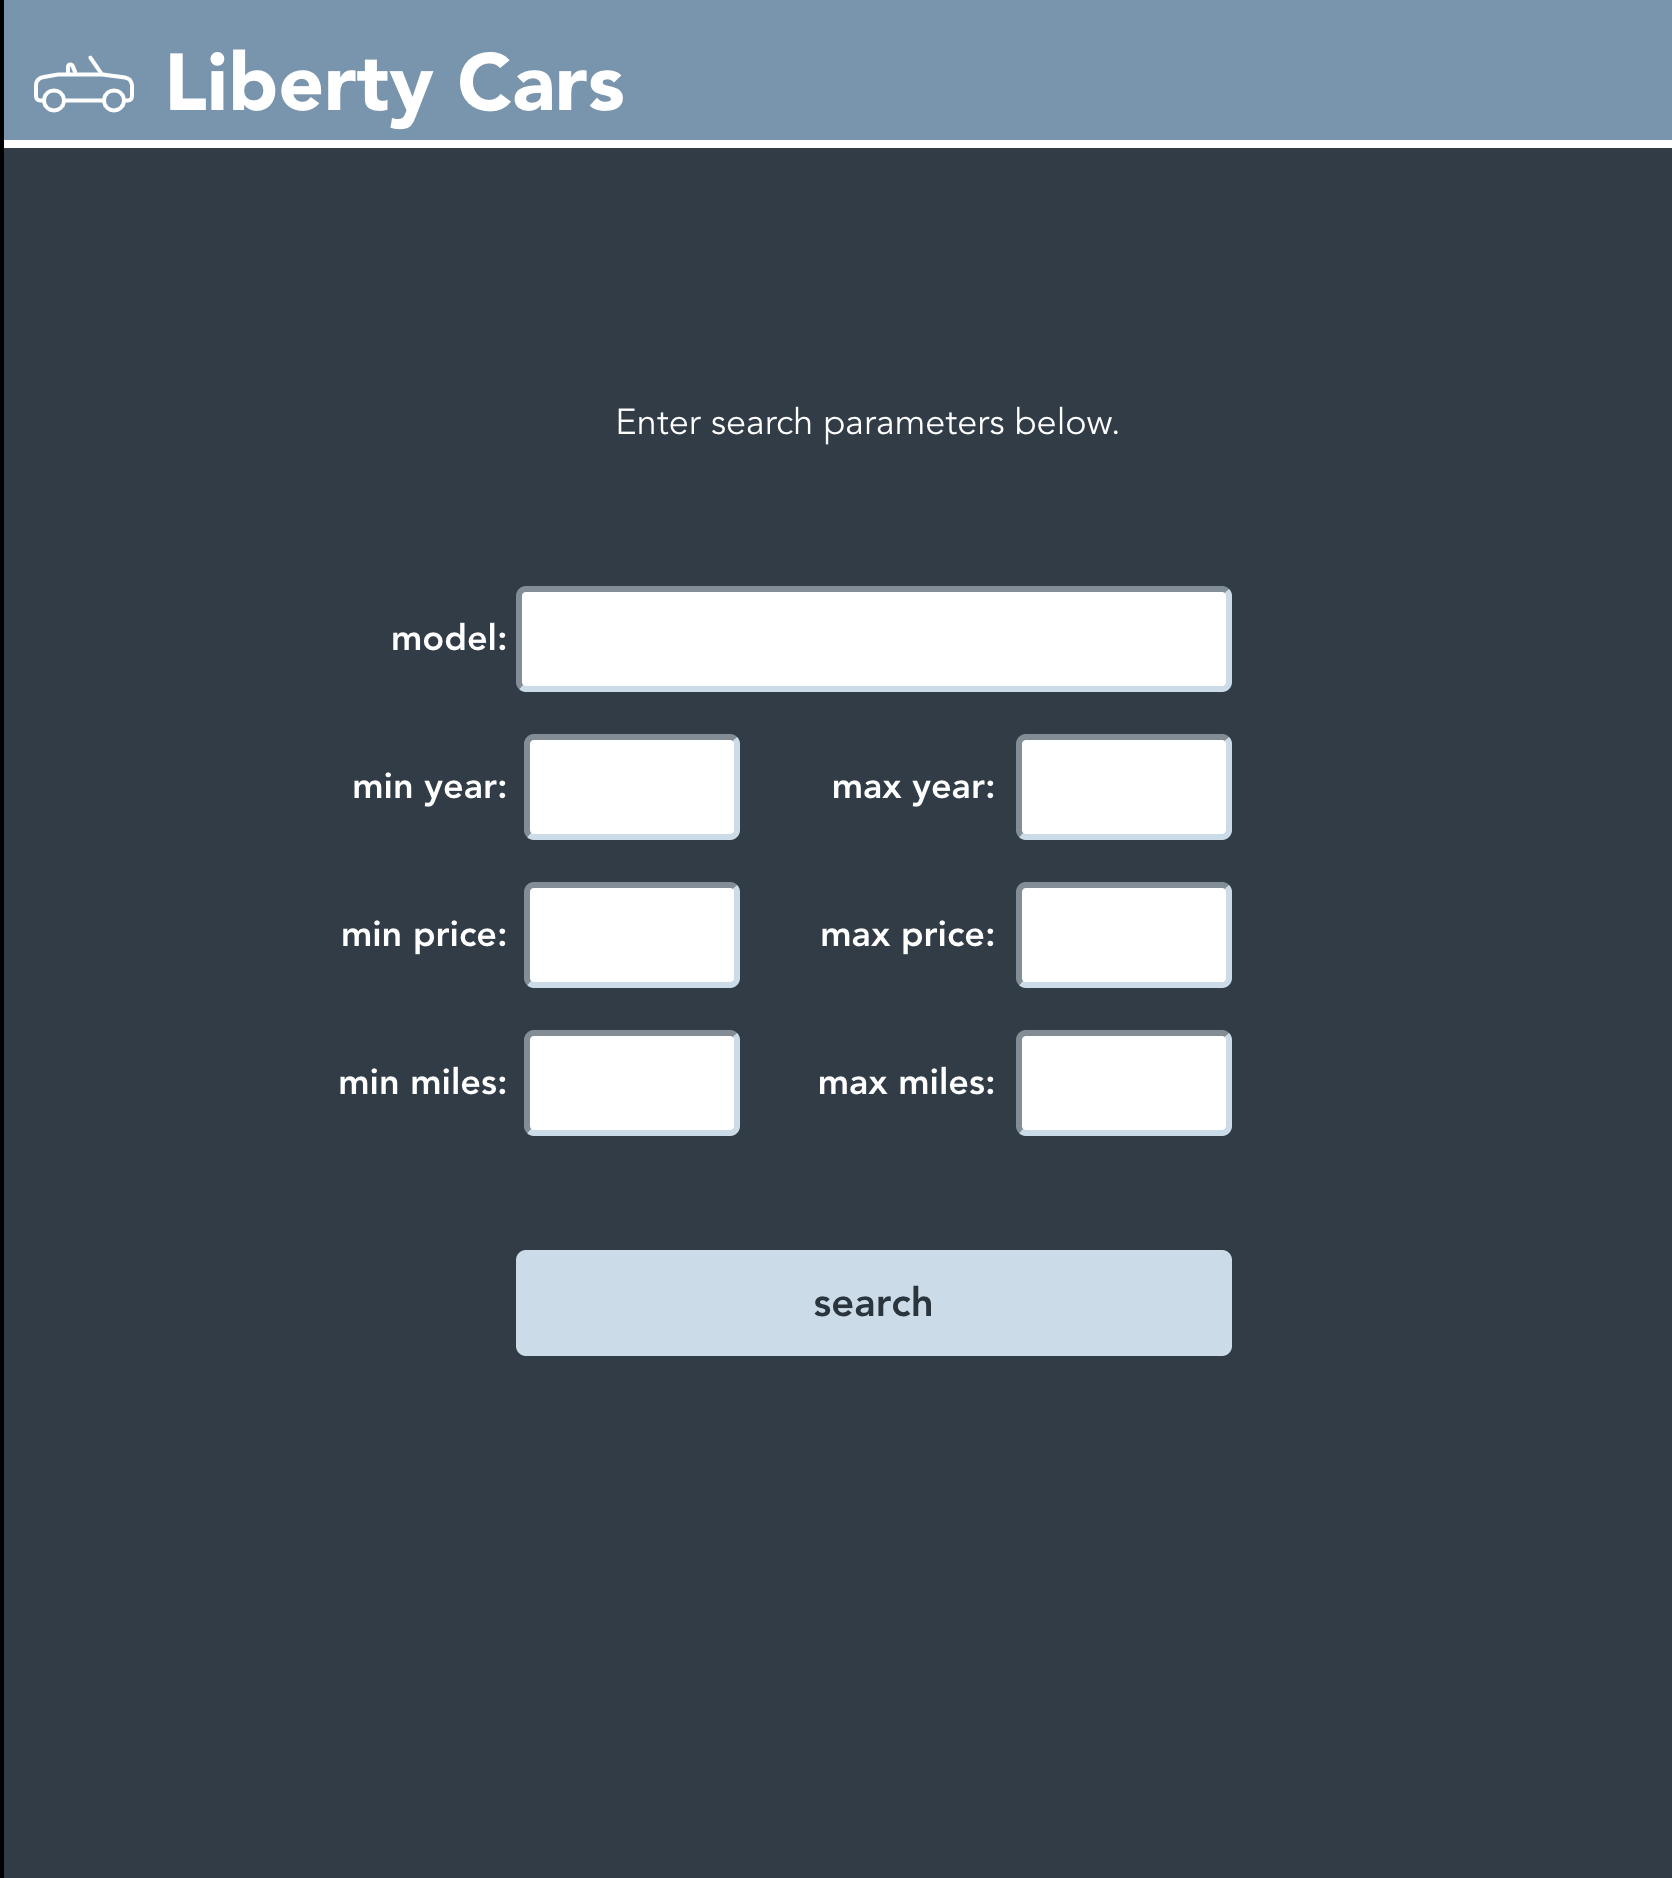 Liberty Cars
Enter search parameters below.
model:
min year: max year:
min price: max price:
min miles: max miles:
search